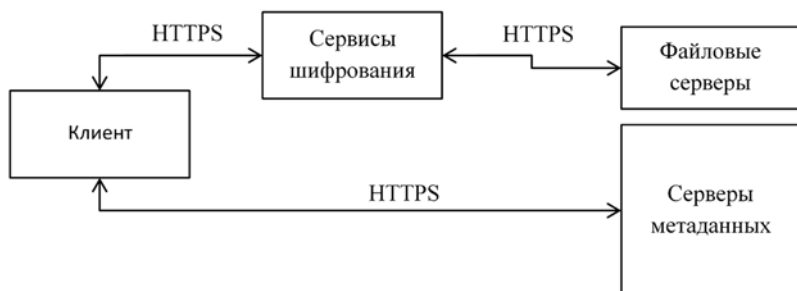 HTTPS
Сервисы
шифрования
HTTPS
Файловые
серверы
Клиент
HTTPS
Серверы
метаданных